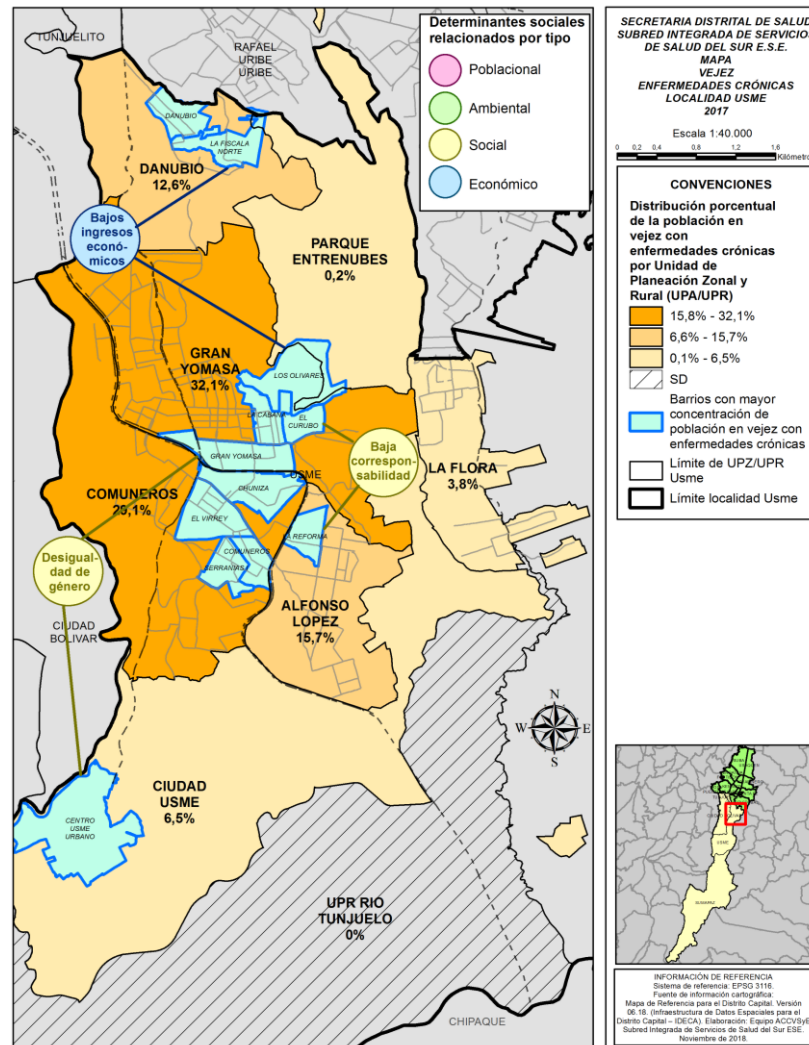 TUNJUELITO
RAFAEL
URIBE
URIBE
DANUBIO
LA FISCALA
NORTE
DANUBIO
12,6%
Bajos
ingresos
econó-
micos
PARQUE
ENTRENUBES
0,2%
GRAN
YOMASA
32,1%
LOS OLIVARES
LA CABAÑA
EL
CURUBO
GRAN YOMASA
USME
Baja
correspon-
sabilidad
LA FLORA
3,8%
CHUNIZA
COMUNEROS
29,1%
EL VIRREY
LA REFORMA
COMUNEROS
SERRANIAS
Desigual-
dad de
género
CIUDAD
BOLIVAR
ALFONSO
LOPEZ
15,7%
N
W
E
S
CIUDAD
USME
6,5%
CENTRO
USME
URBANO
UPR RIO
TUNJUELO
0%
CHIPAQUE
Determinantes sociales
relacionados por tipo
Poblacional
Ambiental
Social
Económico
SECRETARIA DISTRITAL DE SALUD
SUBRED INTEGRADA DE SERVICIOS
DE SALUD DEL SUR E.S.E.
MAPA
VEJEZ
ENFERMEDADES CRÓNICAS
LOCALIDAD USME
2017
Escala 1:40.000
0 0,2 0,4 0,8 1,2 1,6
Kilómetro
CONVENCIONES
Distribución porcentual
de la población en
vejez con
enfermedades crónicas
por Unidad de
Planeación Zonal y
Rural (UPA/UPR)
15,8% - 32,1%
6,6% - 15,7%
0,1% - 6,5%
SD
Barrios con mayor
concentración de
población en vejez con
enfermedades crónicas
Límite de UPZ/UPR
Usme
Límite localidad Usme
USME
SUMAPAZ
INFORMACIÓN DE REFERENCIA
Sistema de referencia: EPSG 3116.
Fuente de información cartográfica:
Mapa de Referencia para el Distrito Capital. Versión
06.18. (Infraestructura de Datos Espaciales para el
Distrito Capital – IDECA). Elaboración: Equipo ACCVSyE
Subred Integrada de Servicios de Salud del Sur ESE.
Noviembre de 2018.